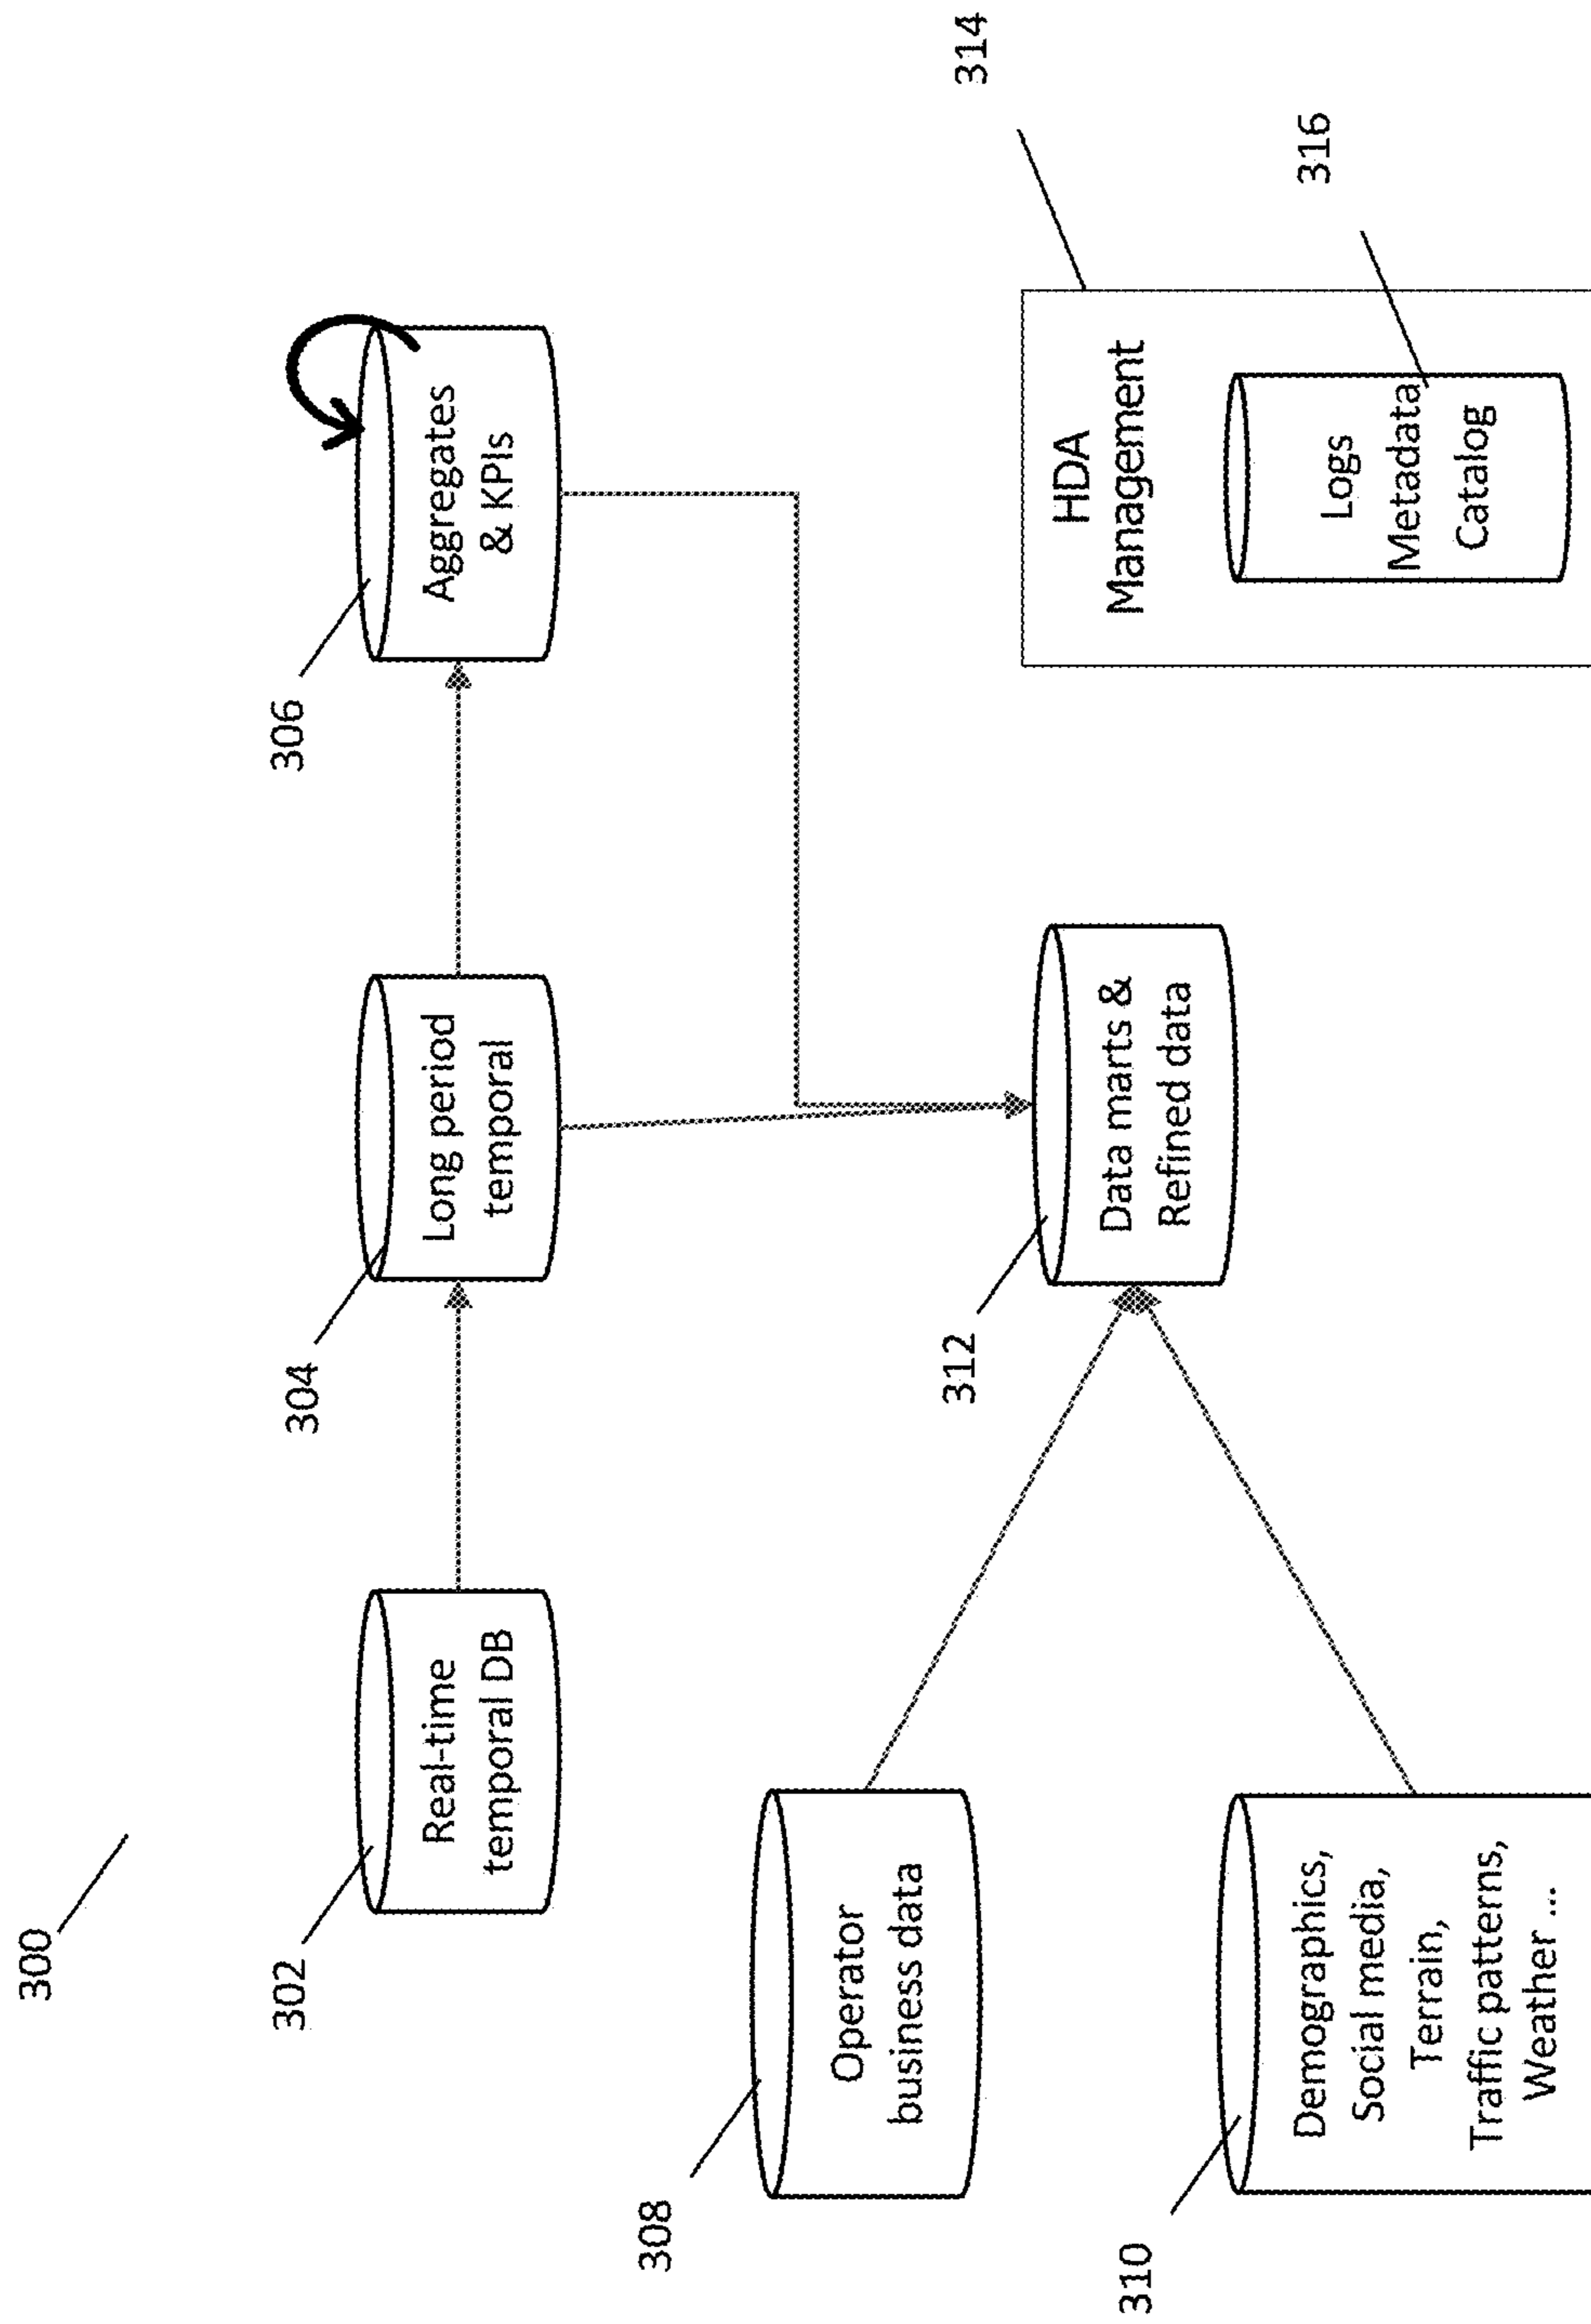 300
302
Real-time
temporal DB
304
Long period
temporal
306
Aggregates
& KPIs
308
Operator
business data
312
Data marts &
Refined data
314
HDA
Management
316
Logs
Metadata
Catalog
310
Demographics,
Social media,
Terrain,
Traffic patterns,
Weather ...